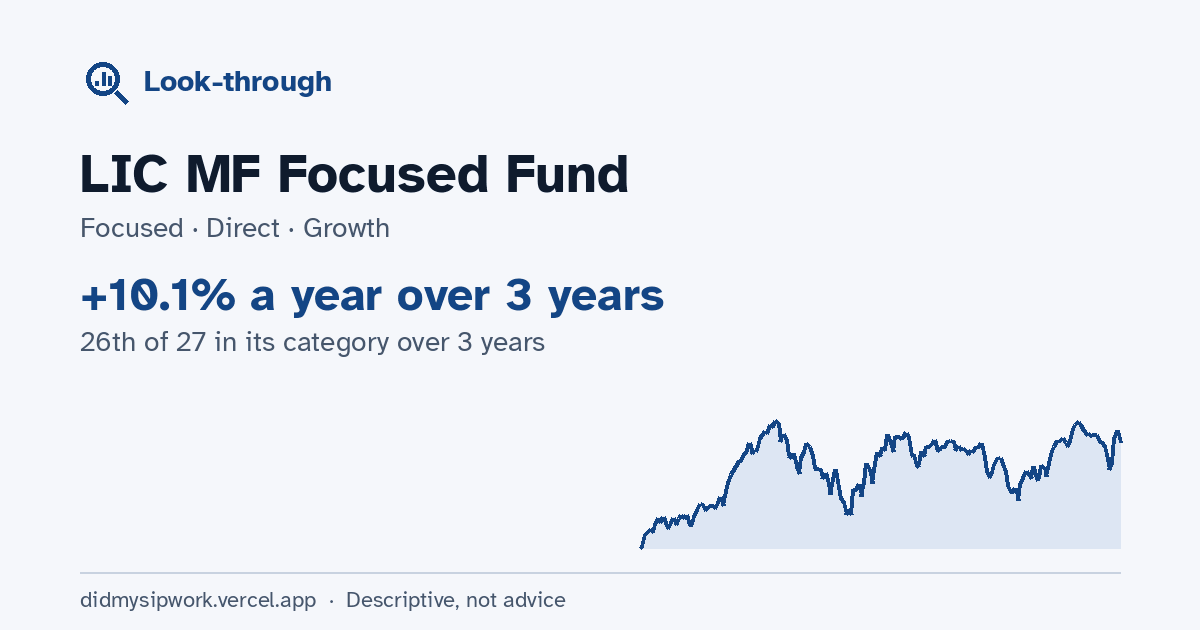 Look-through
LIC MF Focused Fund
Focused · Direct · Growth
+10.1% a year over 3 years
26th of 27 in its category over 3 years
didmysipwork.vercel.app · Descriptive, not advice